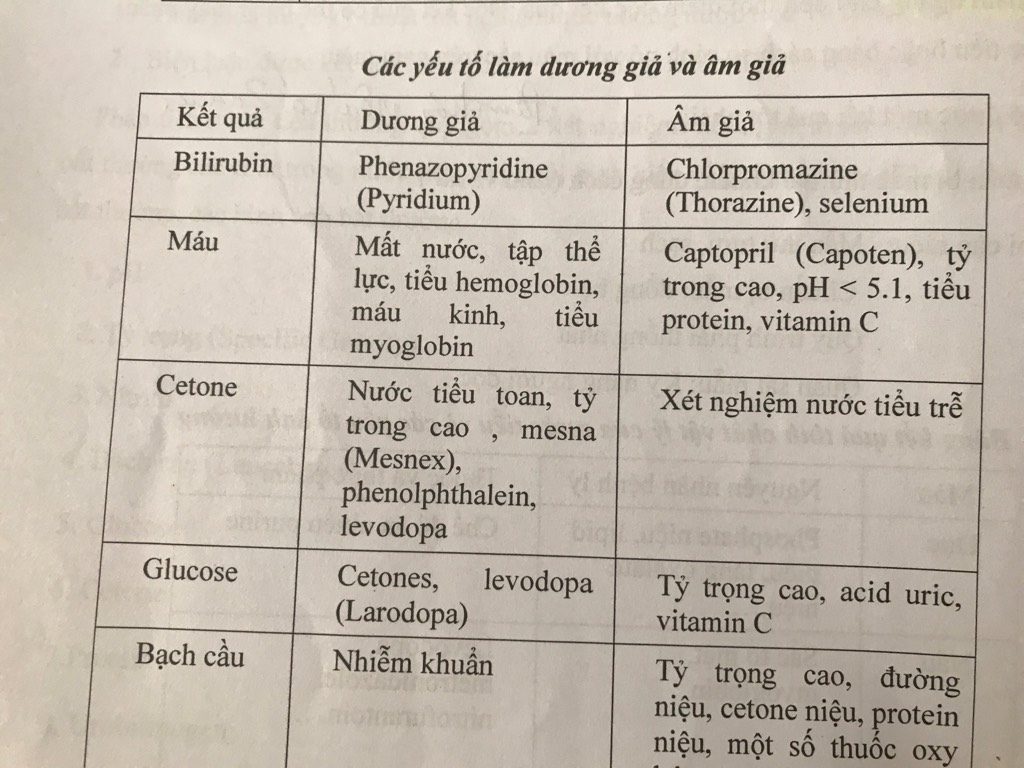 Các yếu tố làm dương giả và âm giả
Kết quả
Dương giả
Âm giả
Bilirubin
Phenazopyridine
(Pyridium)
Chlorpromazine
(Thorazine), selenium
Máu
Mất nước, tập thể
lực, tiểu hemoglobin,
máu kinh, tiểu
myoglobin
Captopril (Capoten), tỷ
trong cao, pH < 5.1, tiểu
protein, vitamin C
Cetone
Nước tiểu toan, tỷ
trong cao , mesna
(Mesnex),
phenolphthalein,
levodopa
Xét nghiệm nước tiểu trễ
Glucose
Cetones, levodopa
(Larodopa)
Tỷ trọng cao, acid uric,
vitamin C
Bạch cầu
Nhiễm khuẩn
Tỷ trọng cao, đường
niệu, cetone niệu, protein
niệu, một số thuốc oxy